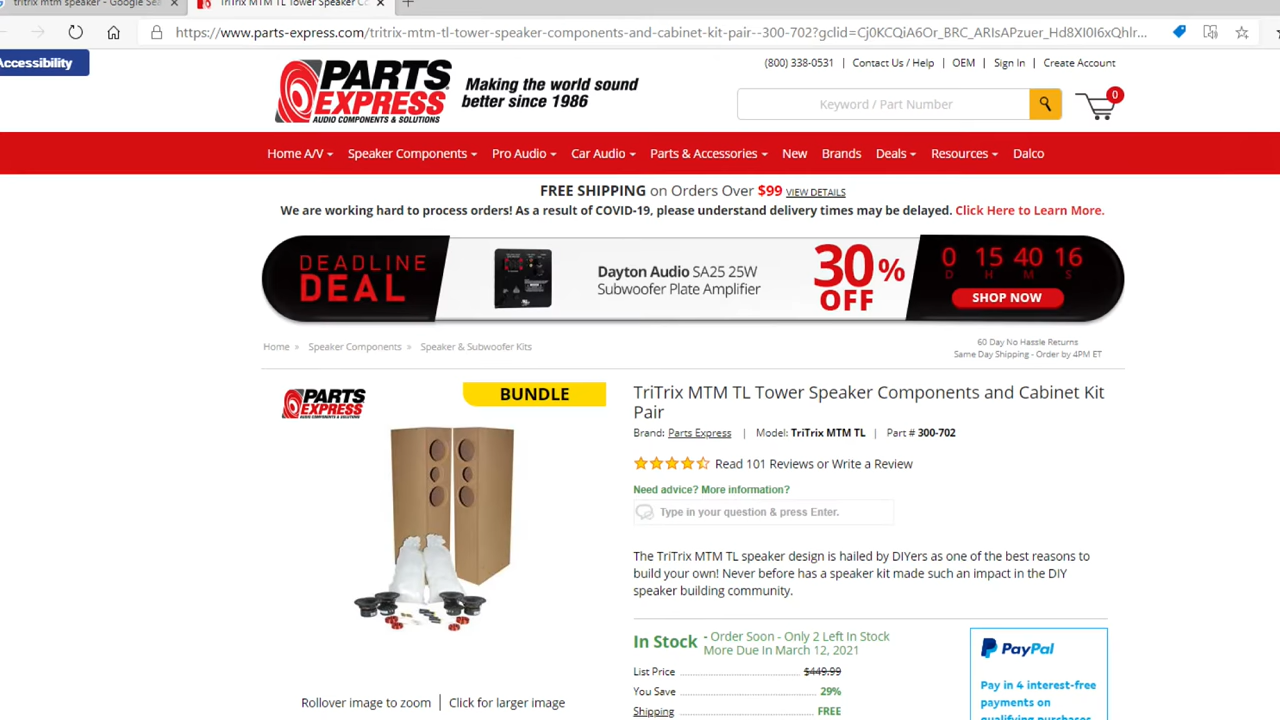 tritrix mtm speaker - Google Sea
TriTrix MTM TL Tower Speaker Co
https://www.parts-express.com/tritrix-mtm-tl-tower-speaker-components-and-cabinet-kit-pair--300-702?gclid=Cj0KCQiA6Or_BRC_ARIsAPzuer_Hd8XI0I6xQhlr...
Accessibility
(800) 338-0531 | Contact Us / Help | OEM | Sign In | Create Account
PARTS EXPRESS
AUDIO COMPONENTS & SOLUTIONS
Making the world sound
better since 1986
Keyword / Part Number
0
Home A/V Speaker Components Pro Audio Car Audio Parts & Accessories New Brands Deals Resources Dalco
FREE SHIPPING on Orders Over $99 VIEW DETAILS
We are working hard to process orders! As a result of COVID-19, please understand delivery times may be delayed. Click Here to Learn More.
DEADLINE
DEAL
Dayton Audio SA25 25W
Subwoofer Plate Amplifier
30%
OFF
0 15 40 16
D H M S
SHOP NOW
Home » Speaker Components » Speaker & Subwoofer Kits
60 Day No Hassle Returns
Same Day Shipping - Order by 4PM ET
PARTS EXPRESS
AUDIO COMPONENTS & SOLUTIONS
BUNDLE
Rollover image to zoom | Click for larger image
TriTrix MTM TL Tower Speaker Components and Cabinet Kit
Pair
Brand: Parts Express | Model: TriTrix MTM TL | Part # 300-702
Read 101 Reviews or Write a Review
Need advice? More information?
Type in your question & press Enter.
The TriTrix MTM TL speaker design is hailed by DIYers as one of the best reasons to
build your own! Never before has a speaker kit made such an impact in the DIY
speaker building community.
In Stock - Order Soon - Only 2 Left In Stock
More Due In March 12, 2021
List Price $449.99
You Save 29%
Shipping FREE
PayPal
Pay in 4 interest-free
payments on
qualifying purchases